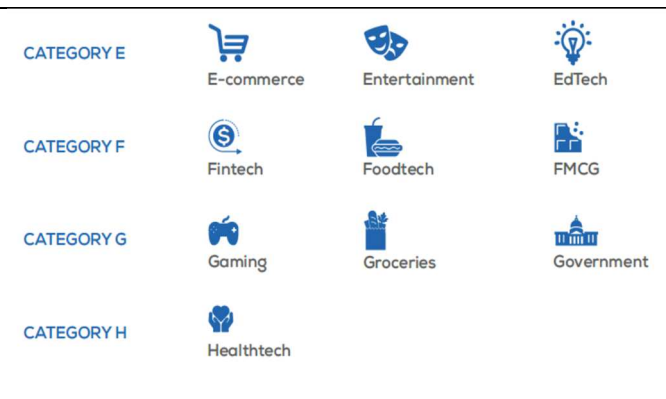 CATEGORY E
E-commerce
Entertainment
EdTech
CATEGORY F
Fintech
Foodtech
FMCG
CATEGORY G
Gaming
Groceries
Government
CATEGORY H
Healthtech